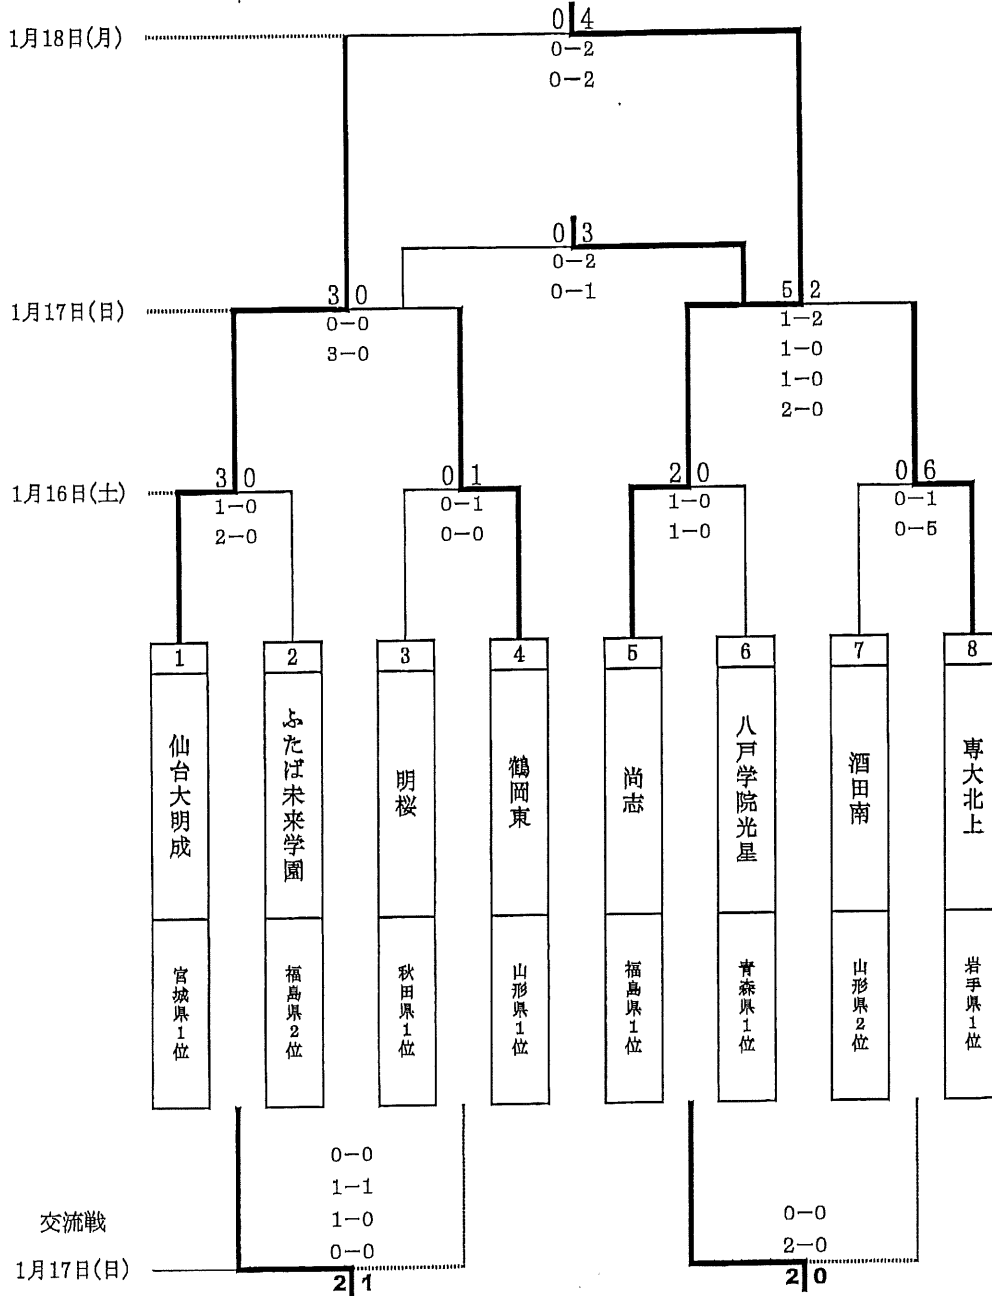 1月18日(月)
0 4
0-2
0-2
0 3
0-2
0-1
1月17日(日)
3 0
0-0
3-0
5 2
1-2
1-0
1-0
2-0
1月16日(土)
3 0
1-0
2-0
0 1
0-1
0-0
2 0
1-0
1-0
0 6
0-1
0-5
1
仙台大明成
宮城県1位
2
ふたば未来学園
福島県2位
3
明桜
秋田県1位
4
鶴岡東
山形県1位
5
尚志
福島県1位
6
八戸学院光星
青森県1位
7
酒田南
山形県2位
8
専大北上
岩手県1位
交流戦
1月17日(日)
0-0
1-1
1-0
0-0
2 1
0-0
2-0
2 0